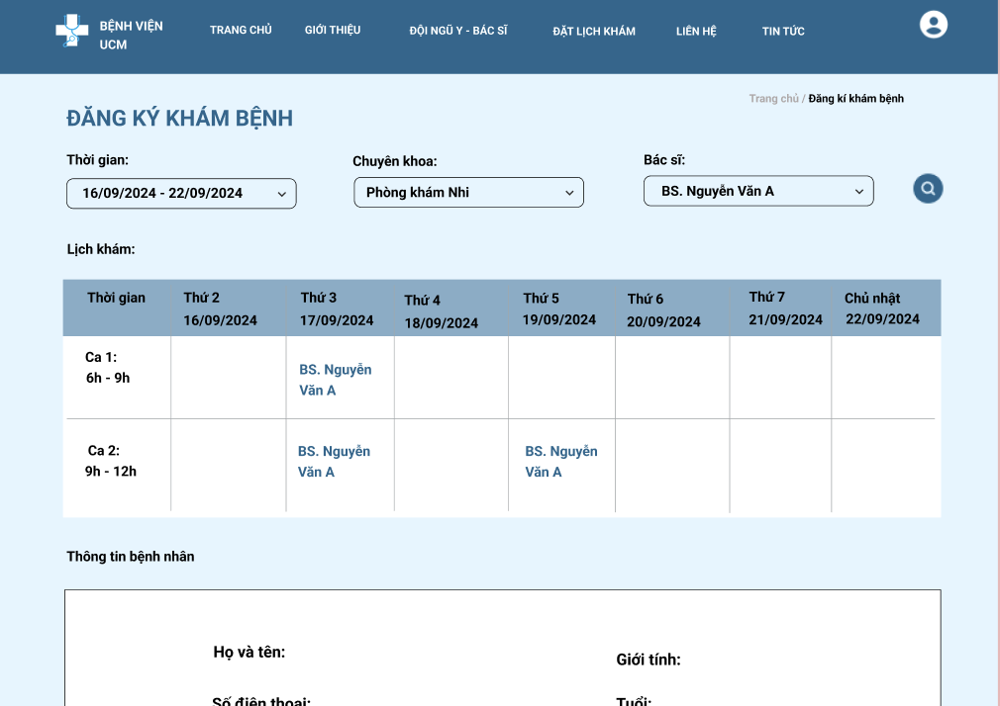 BỆNH VIỆN
UCM
TRANG CHỦ
GIỚI THIỆU
ĐỘI NGŨ Y - BÁC SĨ
ĐẶT LỊCH KHÁM
LIÊN HỆ
TIN TỨC
Trang chủ / Đăng kí khám bệnh
ĐĂNG KÝ KHÁM BỆNH
Thời gian:
Chuyên khoa:
Bác sĩ:
16/09/2024 - 22/09/2024
Phòng khám Nhi
BS. Nguyễn Văn A
Lịch khám:
Thời gian
Thứ 2
16/09/2024
Thứ 3
17/09/2024
Thứ 4
18/09/2024
Thứ 5
19/09/2024
Thứ 6
20/09/2024
Thứ 7
21/09/2024
Chủ nhật
22/09/2024
Ca 1:
6h - 9h
BS. Nguyễn
Văn A
Ca 2:
9h - 12h
BS. Nguyễn
Văn A
BS. Nguyễn
Văn A
Thông tin bệnh nhân
Họ và tên:
Giới tính:
Số điện thoại:
Tuổi: